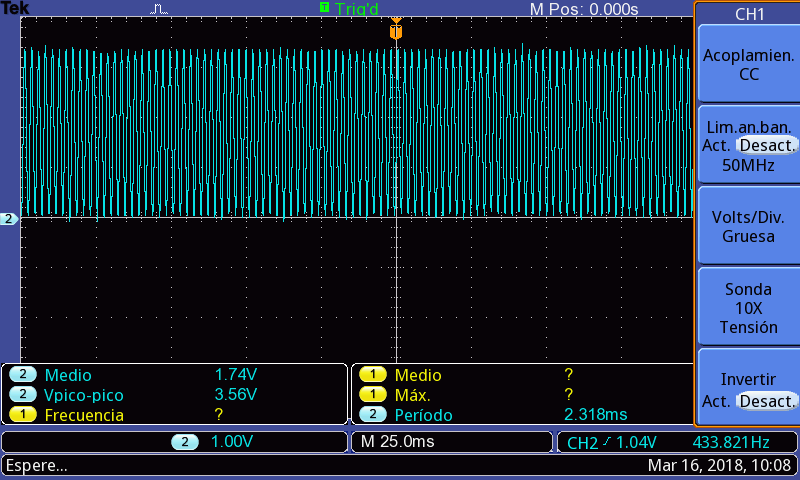 Tek T Trig'd M Pos: 0.000s
T
CH1
Acoplamien.
CC
Lim.an.ban.
Act. Desact.
50MHz
Volts/Div.
Gruesa
Sonda
10X
Tensión
Invertir
Act. Desact.
2
2 Medio 1.74V
2 Vpico-pico 3.56V
1 Frecuencia ?
1 Medio ?
1 Máx. ?
2 Período 2.318ms
2 1.00V
M 25.0ms
CH2 1.04V 433.821Hz
Espere... Mar 16, 2018, 10:08